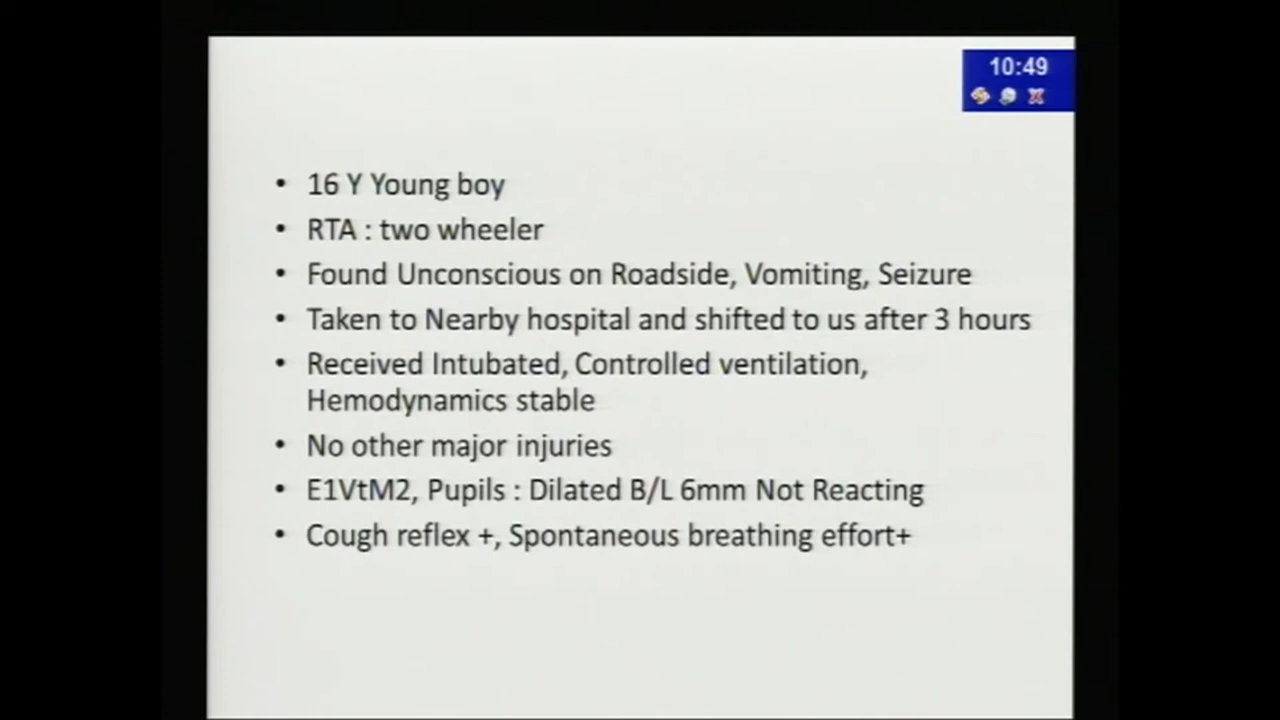 10:49
• 16 Y Young boy
• RTA : two wheeler
• Found Unconscious on Roadside, Vomiting, Seizure
• Taken to Nearby hospital and shifted to us after 3 hours
• Received Intubated, Controlled ventilation,
Hemodynamics stable
• No other major injuries
• E1VtM2, Pupils : Dilated B/L 6mm Not Reacting
• Cough reflex +, Spontaneous breathing effort+